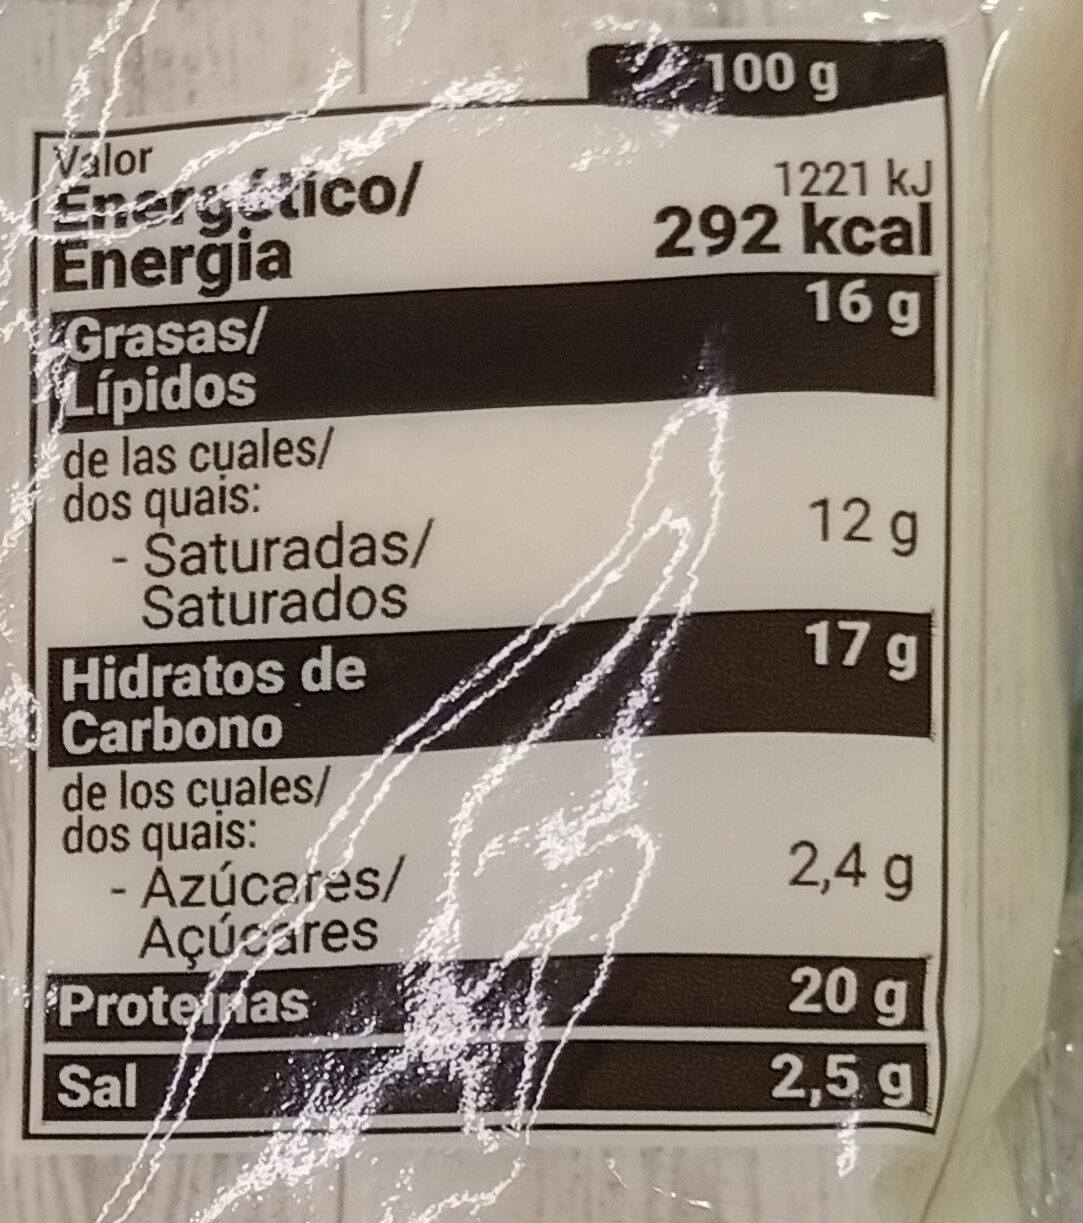 100 g
Valor
Energético/
Energia
1221 kJ
292 kcal
Grasas/
Lípidos
16 g
de las cuales/
dos quais:
- Saturadas/
Saturados
12 g
Hidratos de
Carbono
17 g
de los cuales/
dos quais:
- Azúcares/
Açúcares
2,4 g
Proteínas
20 g
Sal
2,5 g